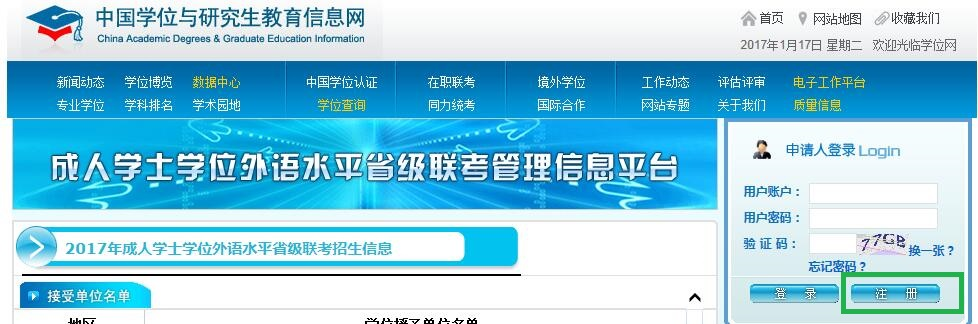 中国学位与研究生教育信息网
China Academic Degrees & Graduate Education Information
首页 网站地图 收藏我们
2017年1月17日 星期二 欢迎光临学位网
新闻动态 学位博览 数据中心 中国学位认证 在职联考 境外学位 工作动态 评估评审 电子工作平台
专业学位 学科排名 学术园地 学位查询 同力统考 国际合作 网站专题 关于我们 质量信息
成人学士学位外语水平省级联考管理信息平台
申请人登录 Login
用户账户：
用户密码：
验 证 码： 77GB 换一张？
忘记密码？
登 录 注 册
2017年成人学士学位外语水平省级联考招生信息
接受单位名单
地区 学位授予单位名单